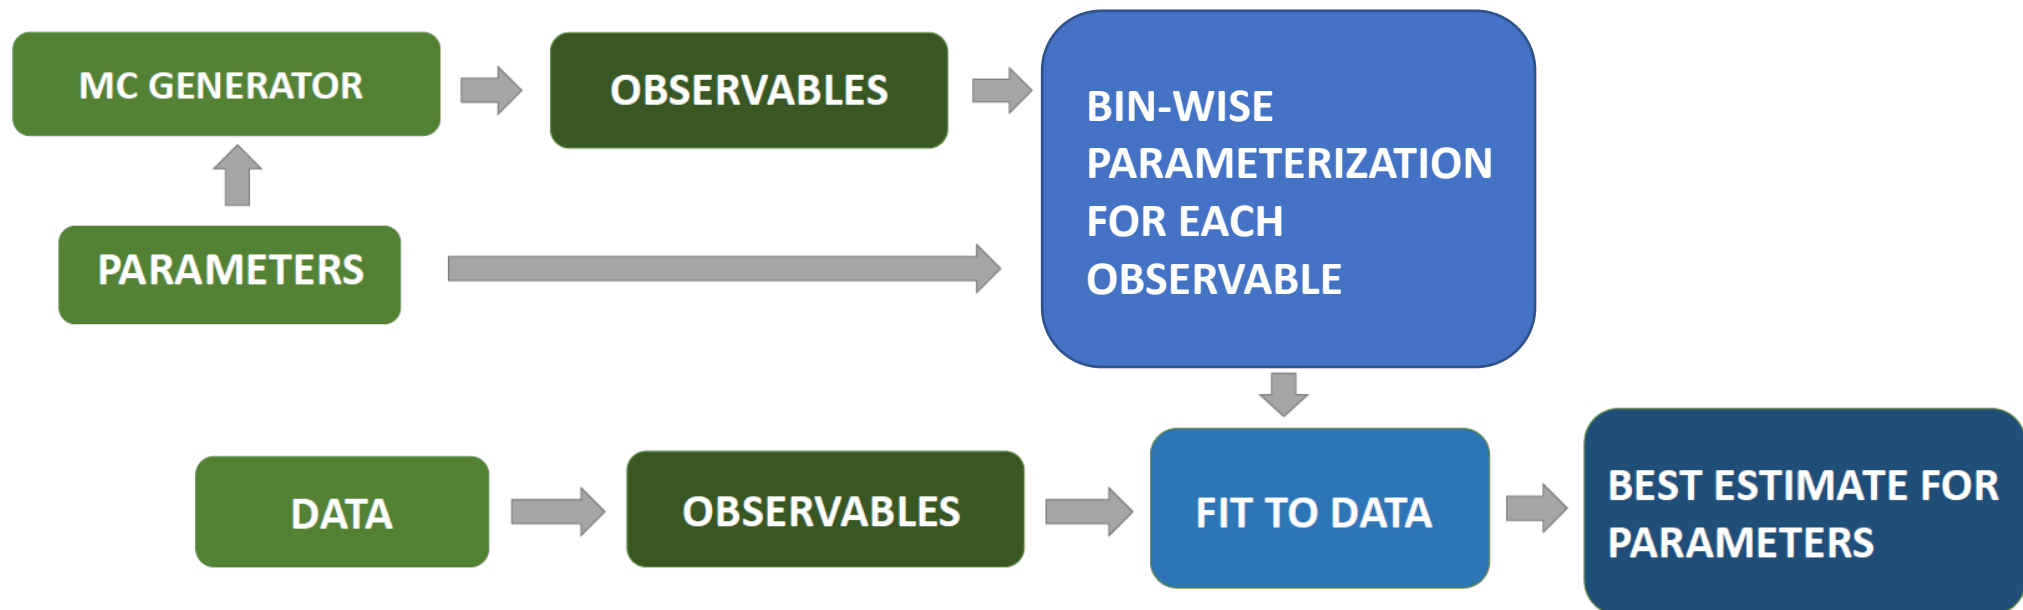 MC GENERATOR
OBSERVABLES
BIN-WISE
PARAMETERIZATION
FOR EACH
OBSERVABLE
PARAMETERS
DATA
OBSERVABLES
FIT TO DATA
BEST ESTIMATE FOR
PARAMETERS